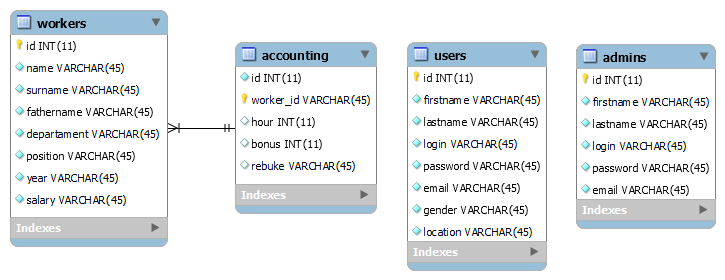 workers
id INT(11)
name VARCHAR(45)
surname VARCHAR(45)
fathername VARCHAR(45)
departament VARCHAR(45)
position VARCHAR(45)
year VARCHAR(45)
salary VARCHAR(45)
Indexes
accounting
id INT(11)
worker_id VARCHAR(45)
hour INT(11)
bonus INT(11)
rebuke VARCHAR(45)
Indexes
users
id INT(11)
firstname VARCHAR(45)
lastname VARCHAR(45)
login VARCHAR(45)
password VARCHAR(45)
email VARCHAR(45)
gender VARCHAR(45)
location VARCHAR(45)
Indexes
admins
id INT(11)
firstname VARCHAR(45)
lastname VARCHAR(45)
login VARCHAR(45)
password VARCHAR(45)
email VARCHAR(45)
Indexes